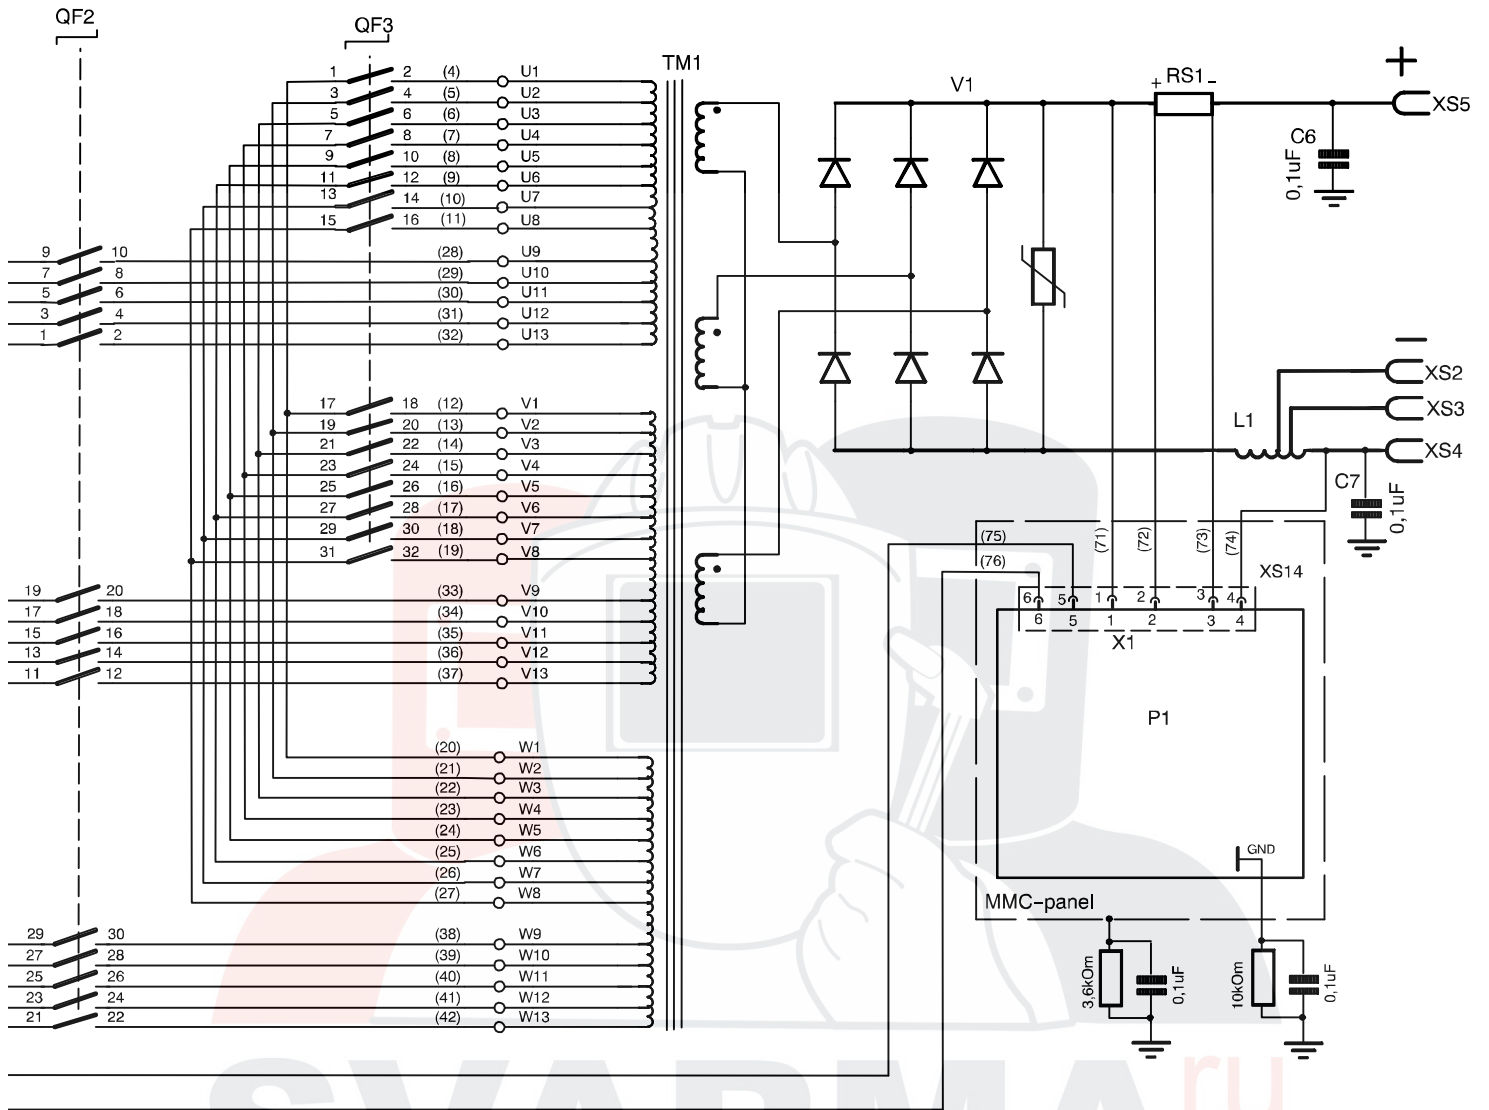 QF2
QF3
TM1
V1
+ RS1 −
+
XS5
C6
0,1uF
1 2 (4) U1
3 4 (5) U2
5 6 (6) U3
7 8 (7) U4
9 10 (8) U5
11 12 (9) U6
13 14 (10) U7
15 16 (11) U8
9 10 (28) U9
7 8 (29) U10
5 6 (30) U11
3 4 (31) U12
1 2 (32) U13
−
XS2
XS3
L1
XS4
C7
0,1uF
17 18 (12) V1
19 20 (13) V2
21 22 (14) V3
23 24 (15) V4
25 26 (16) V5
27 28 (17) V6
29 30 (18) V7
31 32 (19) V8
19 20 (33) V9
17 18 (34) V10
15 16 (35) V11
13 14 (36) V12
11 12 (37) V13
(75) (71) (72) (73) (74)
(76)
XS14
6 5 1 2 3 4
6 5 1 2 3 4
X1
P1
GND
MMC-panel
(20) W1
(21) W2
(22) W3
(23) W4
(24) W5
(25) W6
(26) W7
(27) W8
29 30 (38) W9
27 28 (39) W10
25 26 (40) W11
23 24 (41) W12
21 22 (42) W13
3,6kOm
0,1uF
10kOm
0,1uF
SVARMA ru